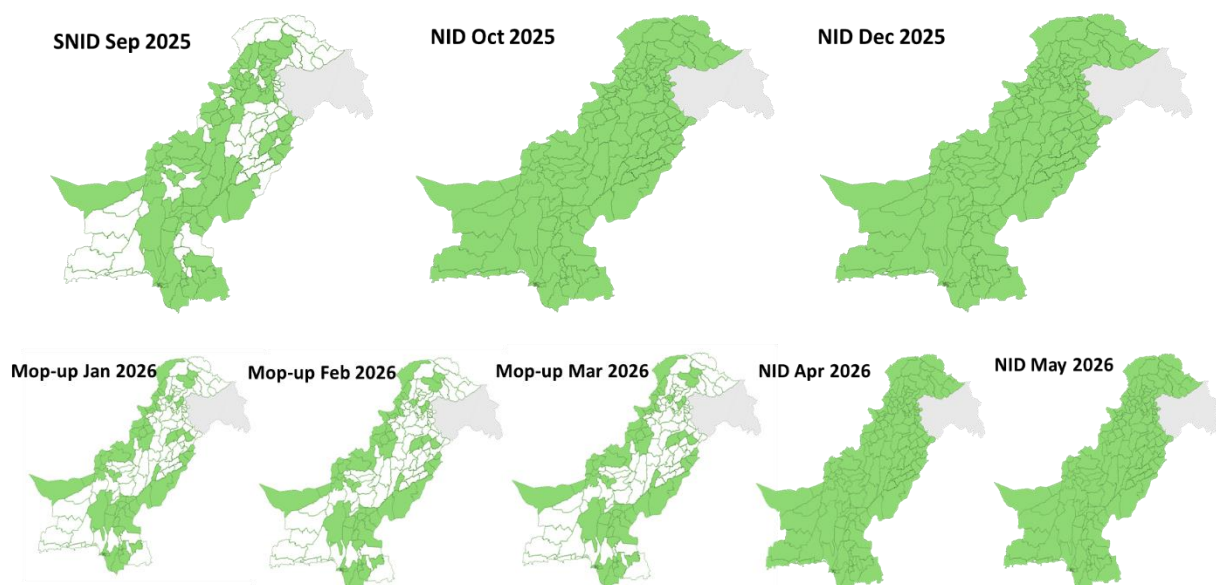 SNID Sep 2025
NID Oct 2025
NID Dec 2025
Mop-up Jan 2026
Mop-up Feb 2026
Mop-up Mar 2026
NID Apr 2026
NID May 2026